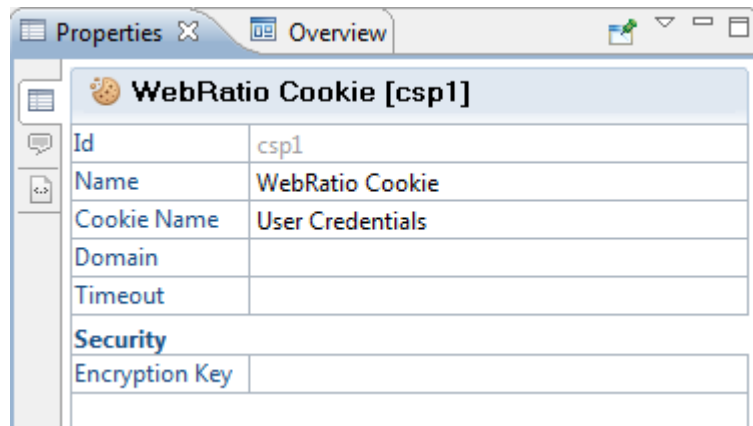 Properties Overview
WebRatio Cookie [csp1]
Id csp1
Name WebRatio Cookie
Cookie Name User Credentials
Domain
Timeout
Security
Encryption Key